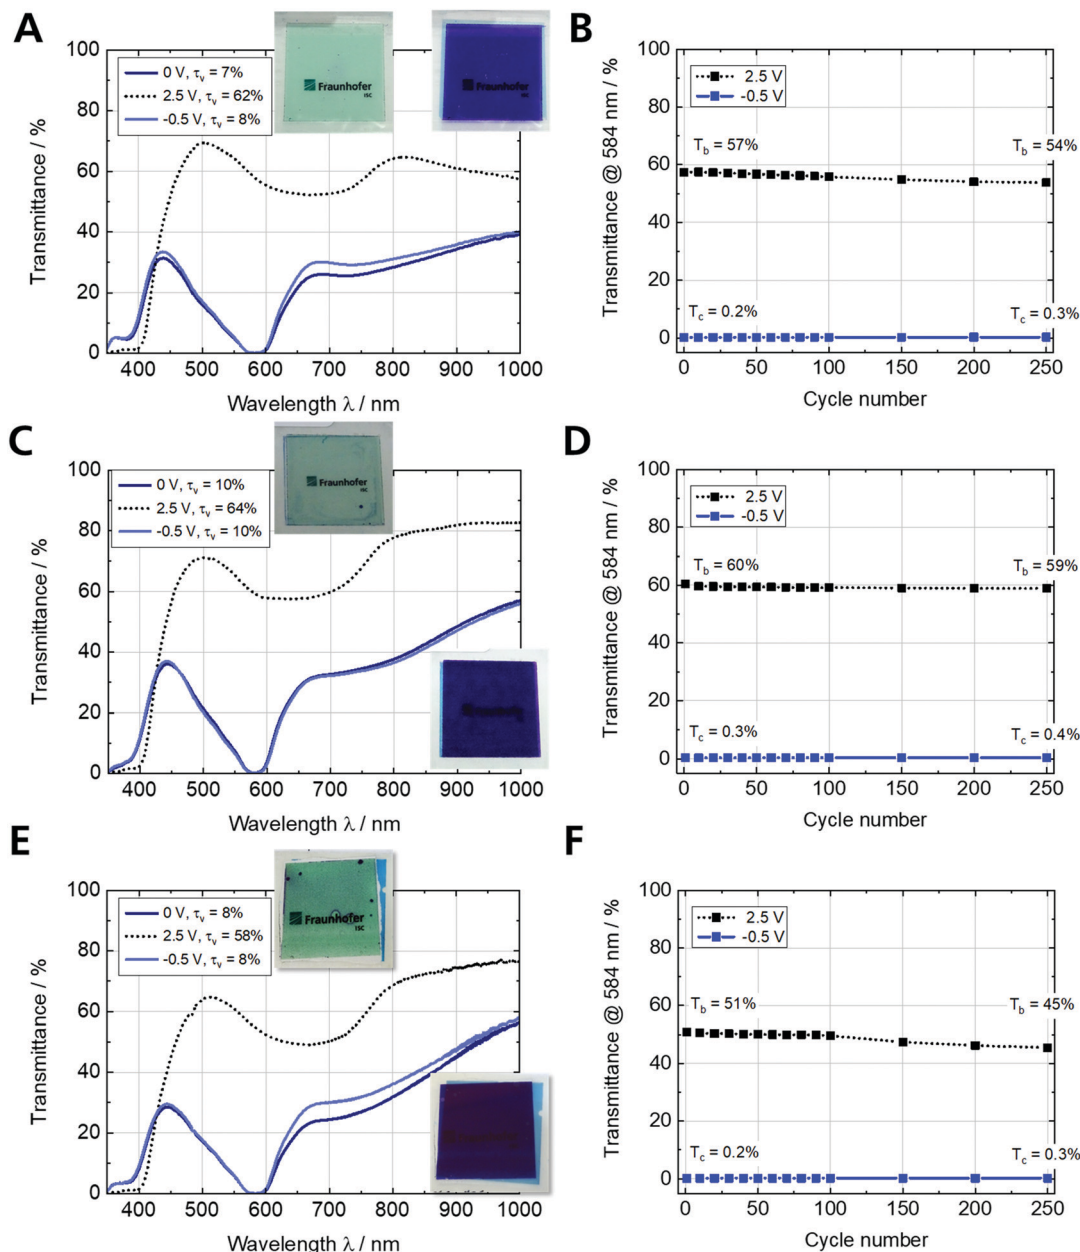 A
0 V, τv = 7%
2.5 V, τv = 62%
-0.5 V, τv = 8%
Fraunhofer
ISC
Fraunhofer
ISC
Transmittance / %
100
80
60
40
20
0
400 500 600 700 800 900 1000
Wavelength λ / nm
B
2.5 V
-0.5 V
Tb = 57%
Tb = 54%
Tc = 0.2%
Tc = 0.3%
Transmittance @ 584 nm / %
100
80
60
40
20
0
0 50 100 150 200 250
Cycle number
C
0 V, τv = 10%
2.5 V, τv = 64%
-0.5 V, τv = 10%
Fraunhofer
ISC
Transmittance / %
100
80
60
40
20
0
400 500 600 700 800 900 1000
Wavelength λ / nm
D
2.5 V
-0.5 V
Tb = 60%
Tb = 59%
Tc = 0.3%
Tc = 0.4%
Transmittance @ 584 nm / %
100
80
60
40
20
0
0 50 100 150 200 250
Cycle number
E
0 V, τv = 8%
2.5 V, τv = 58%
-0.5 V, τv = 8%
Fraunhofer
ISC
Transmittance / %
100
80
60
40
20
0
400 500 600 700 800 900 1000
Wavelength λ / nm
F
2.5 V
-0.5 V
Tb = 51%
Tb = 45%
Tc = 0.2%
Tc = 0.3%
Transmittance @ 584 nm / %
100
80
60
40
20
0
0 50 100 150 200 250
Cycle number